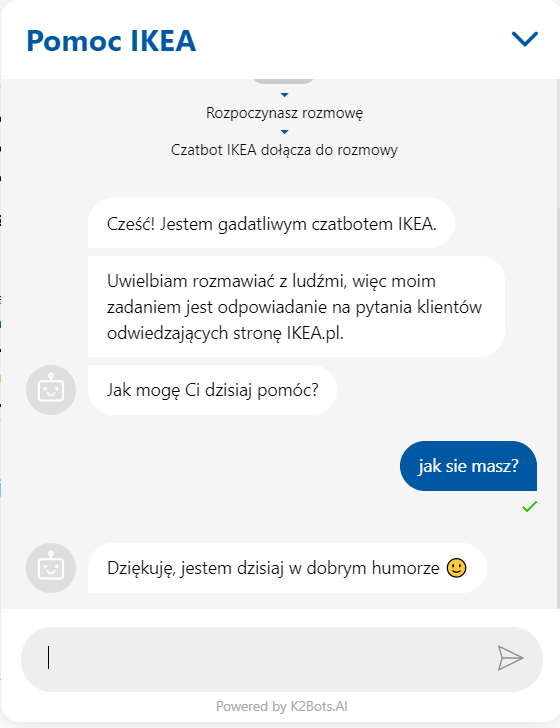 Pomoc IKEA
Rozpoczynasz rozmowę
Czatbot IKEA dołącza do rozmowy
Cześć! Jestem gadatliwym czatbotem IKEA.
Uwielbiam rozmawiać z ludźmi, więc moim
zadaniem jest odpowiadanie na pytania klientów
odwiedzających stronę IKEA.pl.
Jak mogę Ci dzisiaj pomóc?
jak sie masz?
Dziękuję, jestem dzisiaj w dobrym humorze 🙂
Powered by K2Bots.AI